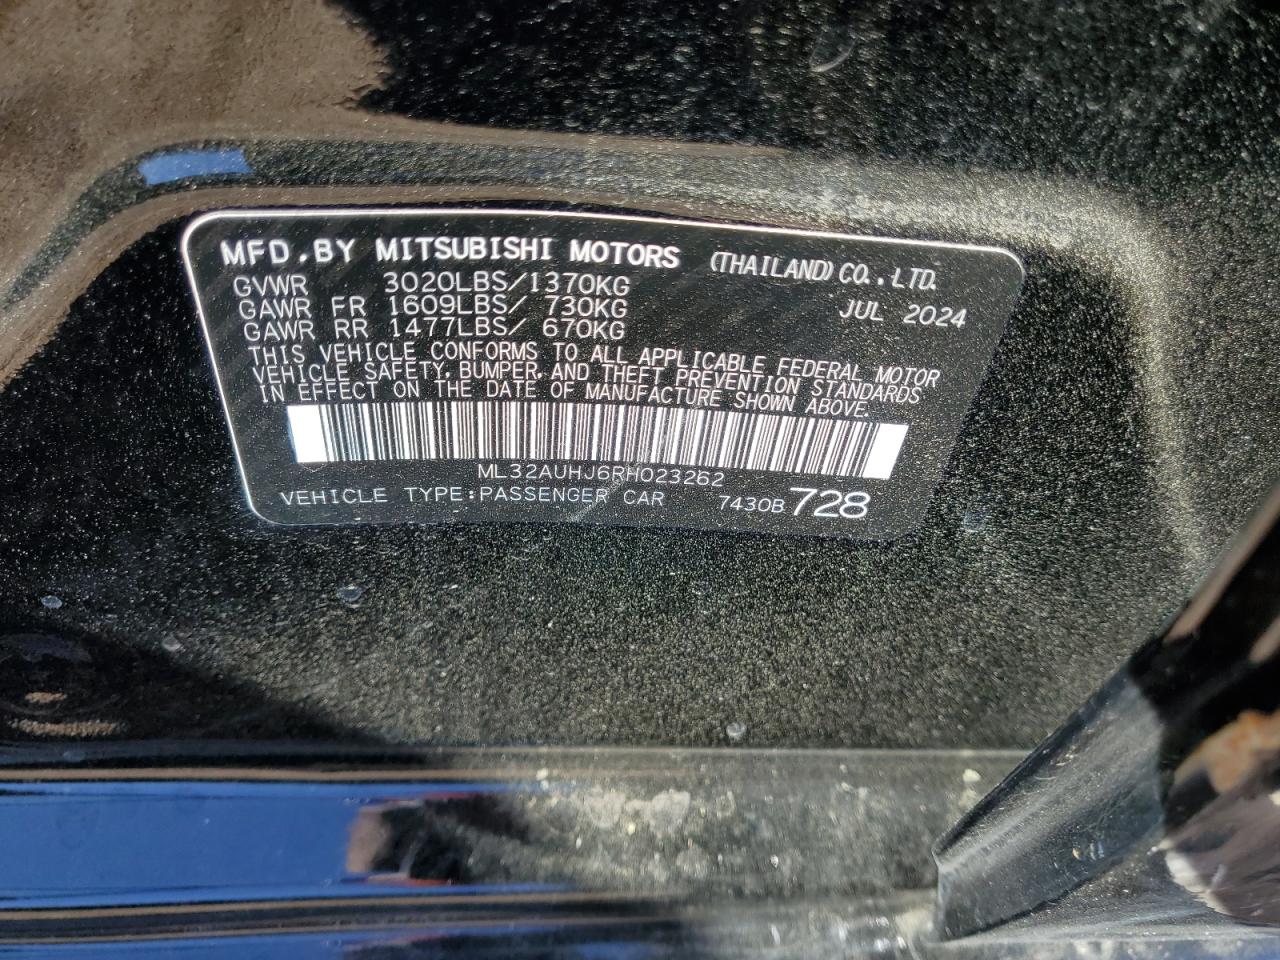 MFD.BY MITSUBISHI MOTORS (THAILAND)CO.,LTD.
GVWR 3020LBS/1370KG
GAWR FR 1609LBS/ 730KG JUL 2024
GAWR RR 1477LBS/ 670KG
THIS VEHICLE CONFORMS TO ALL APPLICABLE FEDERAL MOTOR
VEHICLE SAFETY, BUMPER, AND THEFT PREVENTION STANDARDS
IN EFFECT ON THE DATE OF MANUFACTURE SHOWN ABOVE.
ML32AUHJ6RH023262
VEHICLE TYPE:PASSENGER CAR 7430B 728